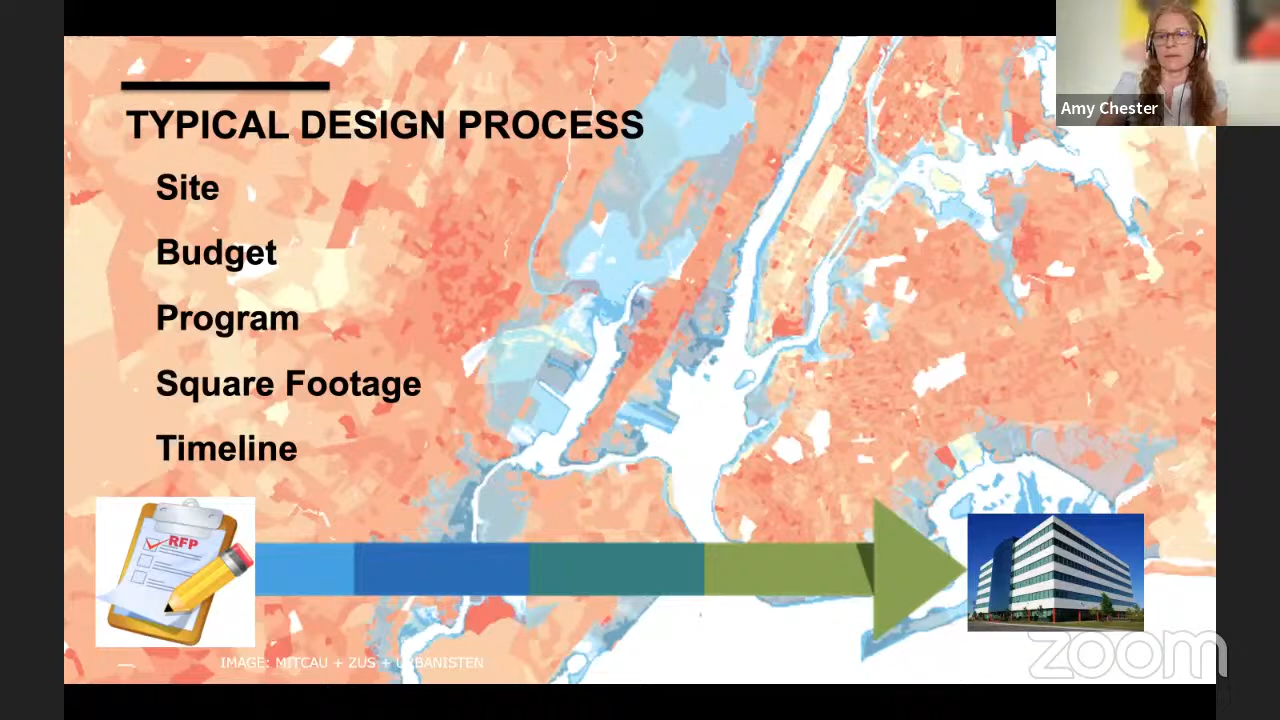 Amy Chester
TYPICAL DESIGN PROCESS
Site
Budget
Program
Square Footage
Timeline
RFP
IMAGE: MITCAU + ZUS + URBANISTEN
zoom